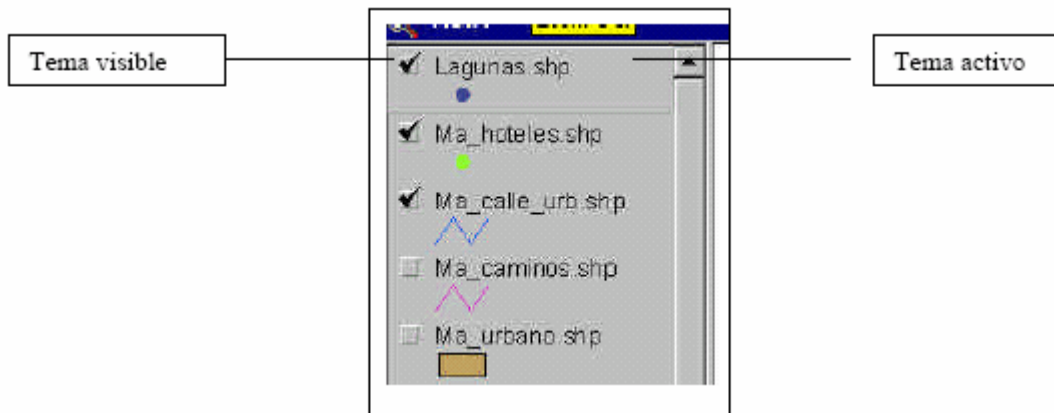 Tema visible
Lagunas.shp
Tema activo
Ma_hoteles.shp
Ma_calle_urb.shp
Ma_caminos.shp
Ma_urbano.shp